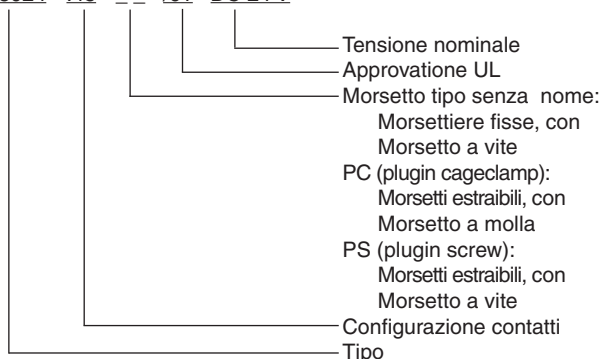 Tensione nominale
Approvatione UL
Morsetto tipo senza nome:
Morsettiere fisse, con
Morsetto a vite
PC (plugin cageclamp):
Morsetti estraibili, con
Morsetto a molla
PS (plugin screw):
Morsetti estraibili, con
Morsetto a vite
Configurazione contatti
Tipo